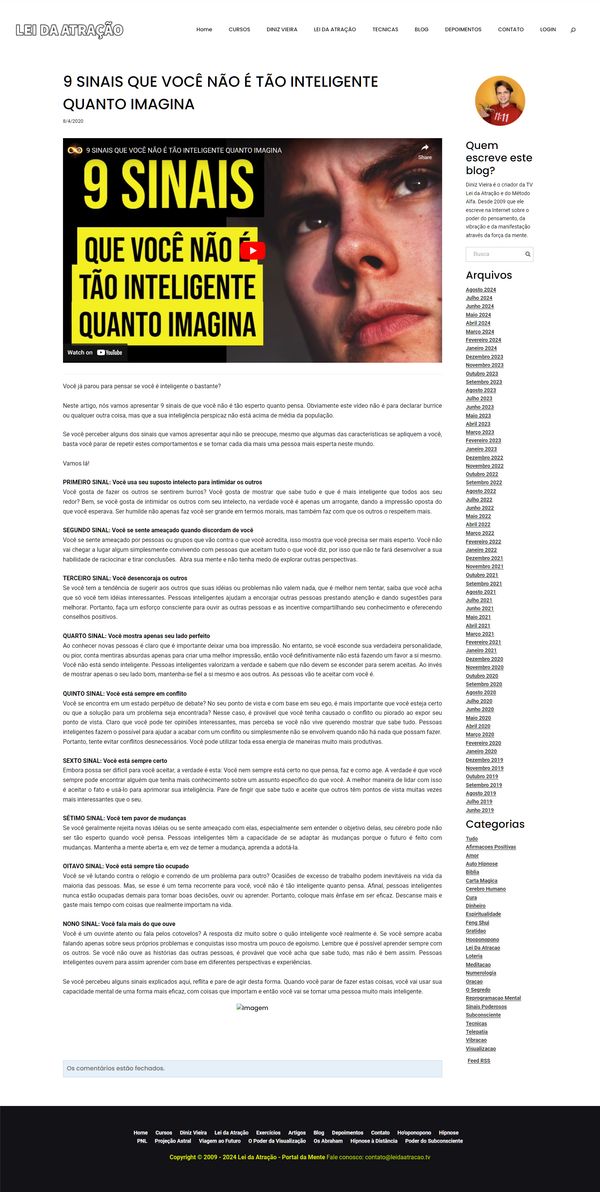 LEI DA ATRAÇÃO
Home CURSOS DINIZ VIEIRA LEI DA ATRAÇÃO TECNICAS BLOG DEPOIMENTOS CONTATO LOGIN
9 SINAIS QUE VOCÊ NÃO É TÃO INTELIGENTE
QUANTO IMAGINA
8/4/2020
9 SINAIS QUE VOCÊ NÃO É TÃO INTELIGENTE QUANTO IMAGINA
Share
9 SINAIS
QUE VOCÊ NÃO É
TÃO INTELIGENTE
QUANTO IMAGINA
Watch on YouTube
Você já parou para pensar se você é inteligente o bastante?
Neste artigo, nós vamos apresentar 9 sinais de que você não é tão esperto quanto pensa. Obviamente este vídeo não é para declarar burrice
ou qualquer outra coisa, mas que a sua inteligência perspicaz não está acima de média da população.
Se você perceber alguns dos sinais que vamos apresentar aqui não se preocupe, mesmo que algumas das características se apliquem a você,
basta você parar de repetir estes comportamentos e se tornar cada dia mais uma pessoa mais esperta neste mundo.
Vamos lá!
PRIMEIRO SINAL: Você usa seu suposto intelecto para intimidar os outros
Você gosta de fazer os outros se sentirem burros? Você gosta de mostrar que sabe tudo e que é mais inteligente que todos aos seu
redor? Bem, se você gosta de intimidar os outros com seu intelecto, na verdade você é apenas um arrogante, dando a impressão oposta do
que você esperava. Ser humilde não apenas faz você ser grande em termos morais, mas também faz com que os outros o respeitem mais.
SEGUNDO SINAL: Você se sente ameaçado quando discordam de você
Você se sente ameaçado por pessoas ou grupos que vão contra o que você acredita, isso mostra que você precisa ser mais esperto. Você não
vai chegar a lugar algum simplesmente convivendo com pessoas que aceitam tudo o que você diz, por isso que não te fará desenvolver a sua
habilidade de raciocinar e tirar conclusões. Abra sua mente e não tenha medo de explorar outras perspectivas.
TERCEIRO SINAL: Você desencoraja os outros
Se você tem a tendência de sugerir aos outros que suas idéias ou problemas não valem nada, que é melhor nem tentar, saiba que você acha
que só você tem idéias interessantes. Pessoas inteligentes ajudam a encorajar outras pessoas prestando atenção e dando sugestões para
melhorar. Portanto, faça um esforço consciente para ouvir as outras pessoas e as incentive compartilhando seu conhecimento e oferecendo
conselhos positivos.
QUARTO SINAL: Você mostra apenas seu lado perfeito
Ao conhecer novas pessoas é claro que é importante deixar uma boa impressão. No entanto, se você esconde sua verdadeira personalidade,
ou pior, conta mentiras absurdas apenas para criar uma melhor impressão, então você definitivamente não está fazendo um favor a si mesmo.
Você não está sendo inteligente. Pessoas inteligentes valorizam a verdade e sabem que não devem se esconder para serem aceitas. Ao invés
de mostrar apenas o seu lado bom, mantenha-se fiel a si mesmo e aos outros. As pessoas vão te aceitar com você é.
QUINTO SINAL: Você está sempre em conflito
Você se encontra em um estado perpétuo de debate? No seu ponto de vista e com base em seu ego, é mais importante que você esteja certo
ou que a solução para um problema seja encontrada? Nesse caso, é provável que você tenha causado o conflito ou piorado ao expor seu
ponto de vista. Claro que você pode ter opiniões interessantes, mas perceba se você não vive querendo mostrar que sabe tudo. Pessoas
inteligentes fazem o possível para ajudar a acabar com um conflito ou simplesmente não se envolvem quando não há nada que possam fazer.
Portanto, tente evitar conflitos desnecessários. Você pode utilizar toda essa energia de maneiras muito mais produtivas.
SEXTO SINAL: Você está sempre certo
Embora possa ser difícil para você aceitar, a verdade é esta: Você nem sempre está certo no que pensa, faz e como age. A verdade é que você
sempre pode encontrar alguém que tenha mais conhecimento sobre um assunto específico do que você. A melhor maneira de lidar com isso
é aceitar o fato e usá-lo para aprimorar sua inteligência. Pare de fingir que sabe tudo e aceite que outros têm pontos de vista muitas vezes
mais interessantes que o seu.
SÉTIMO SINAL: Você tem pavor de mudanças
Se você geralmente rejeita novas idéias ou se sente ameaçado com elas, especialmente sem entender o objetivo delas, seu cérebro pode não
ser tão esperto quando você pensa. Pessoas inteligentes têm a capacidade de se adaptar às mudanças porque o futuro é feito com
mudanças. Mantenha a mente aberta e, em vez de temer a mudança, aprenda a adotá-la.
OITAVO SINAL: Você está sempre tão ocupado
Você se vê lutando contra o relógio e correndo de um problema para outro? Ocasiões de excesso de trabalho podem inevitáveis na vida da
maioria das pessoas. Mas, se esse é um tema recorrente para você, você não é tão inteligente quanto pensa. Afinal, pessoas inteligentes
nunca estão ocupadas demais para tomar boas decisões, ouvir ou aprender. Portanto, coloque mais ênfase em ser eficaz. Descanse mais e
gaste mais tempo com coisas que realmente importam na vida.
NONO SINAL: Você fala mais do que ouve
Você é um ouvinte atento ou fala pelos cotovelos? A resposta diz muito sobre o quão inteligente você realmente é. Se você sempre acaba
falando apenas sobre seus próprios problemas e conquistas isso mostra um pouco de egoísmo. Lembre que é possível aprender sempre com
os outros. Se você não ouve as histórias das outras pessoas, é provável que você acha que sabe tudo, mas não é bem assim. Pessoas
inteligentes ouvem para assim aprender com base em diferentes perspectivas e experiências.
Se você percebeu alguns sinais explicados aqui, reflita e pare de agir desta forma. Quando você parar de fazer estas coisas, você vai usar sua
capacidade mental de uma forma mais eficaz, com coisas que importam e então você vai se tornar uma pessoa muito mais inteligente.
Imagem
Os comentários estão fechados.
Quem
escreve este
blog?
Diniz Vieira é o criador da TV
Lei da Atração e do Método
Alfa. Desde 2009 que ele
escreve na Internet sobre o
poder do pensamento, da
vibração e da manifestação
através da força da mente.
Busca
Arquivos
Agosto 2024
Julho 2024
Junho 2024
Maio 2024
Abril 2024
Março 2024
Fevereiro 2024
Janeiro 2024
Dezembro 2023
Novembro 2023
Outubro 2023
Setembro 2023
Agosto 2023
Julho 2023
Junho 2023
Maio 2023
Abril 2023
Março 2023
Fevereiro 2023
Janeiro 2023
Dezembro 2022
Novembro 2022
Outubro 2022
Setembro 2022
Agosto 2022
Julho 2022
Junho 2022
Maio 2022
Abril 2022
Março 2022
Fevereiro 2022
Janeiro 2022
Dezembro 2021
Novembro 2021
Outubro 2021
Setembro 2021
Agosto 2021
Julho 2021
Junho 2021
Maio 2021
Abril 2021
Março 2021
Fevereiro 2021
Janeiro 2021
Dezembro 2020
Novembro 2020
Outubro 2020
Setembro 2020
Agosto 2020
Julho 2020
Junho 2020
Maio 2020
Abril 2020
Março 2020
Fevereiro 2020
Janeiro 2020
Dezembro 2019
Novembro 2019
Outubro 2019
Setembro 2019
Agosto 2019
Julho 2019
Junho 2019
Categorias
Tudo
Afirmacoes Positivas
Amor
Auto Hipnose
Biblia
Carta Magica
Cerebro Humano
Cura
Dinheiro
Espiritualidade
Feng Shui
Gratidao
Hooponopono
Lei Da Atracao
Loteria
Meditacao
Numerologia
Oracao
O Segredo
Reprogramacao Mental
Sinais Poderosos
Subconsciente
Tecnicas
Telepatia
Vibracao
Visualizacao
Feed RSS
Home Cursos Diniz Vieira Lei da Atração Exercícios Artigos Blog Depoimentos Contato Ho'oponopono Hipnose
PNL Projeção Astral Viagem ao Futuro O Poder da Visualização Os Abraham Hipnose à Distância Poder do Subconsciente
Copyright © 2009 - 2024 Lei da Atração - Portal da Mente Fale conosco: contato@leidaatracao.tv